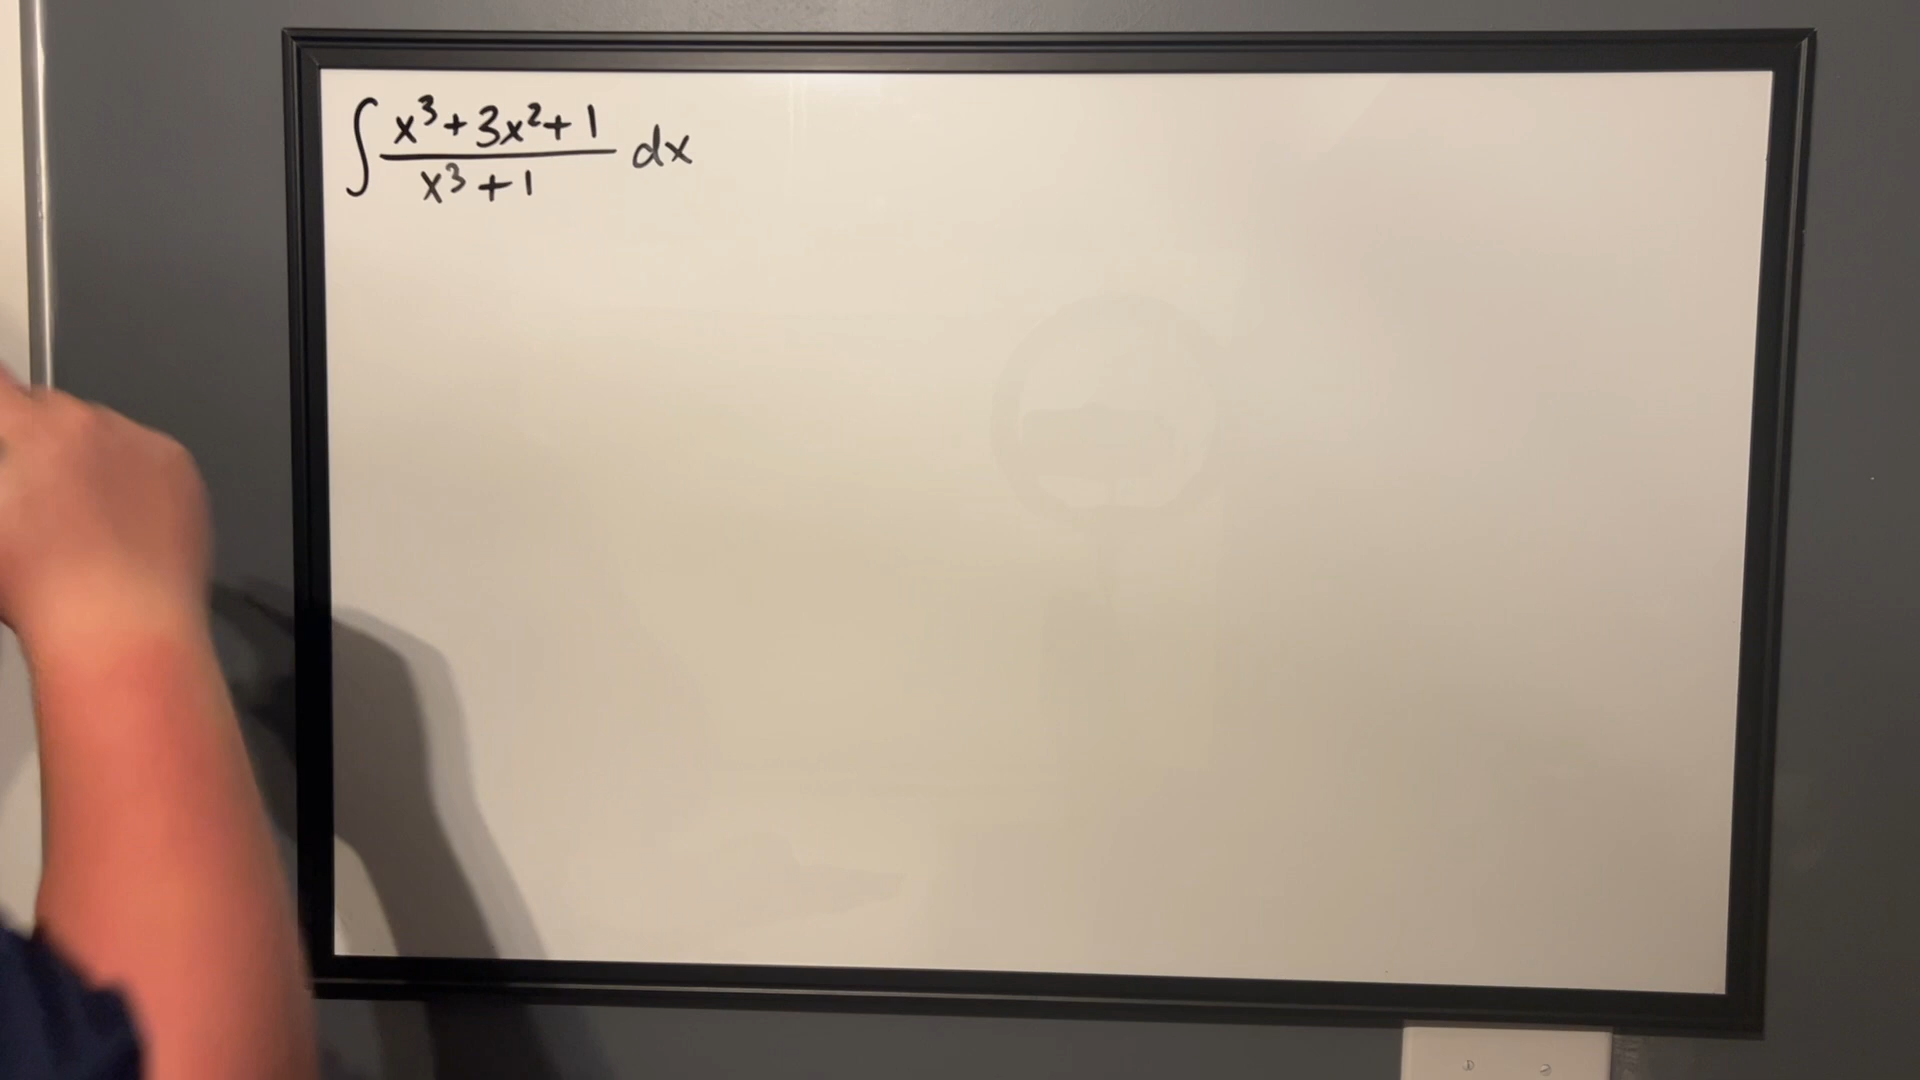 ∫ (x³ + 3x² + 1)/(x³ + 1) dx